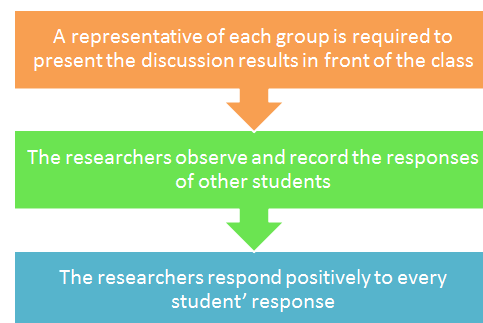 A representative of each group is required to
present the discussion results in front of the class
The researchers observe and record the responses
of other students
The researchers respond positively to every
student’ response